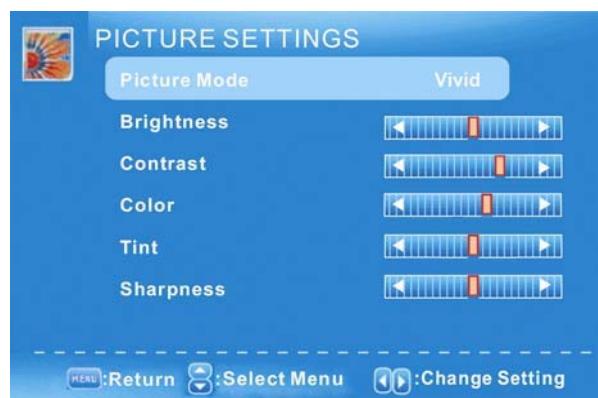 PICTURE SETTINGS
Picture Mode Vivid
Brightness
Contrast
Color
Tint
Sharpness
MENU :Return :Select Menu :Change Setting